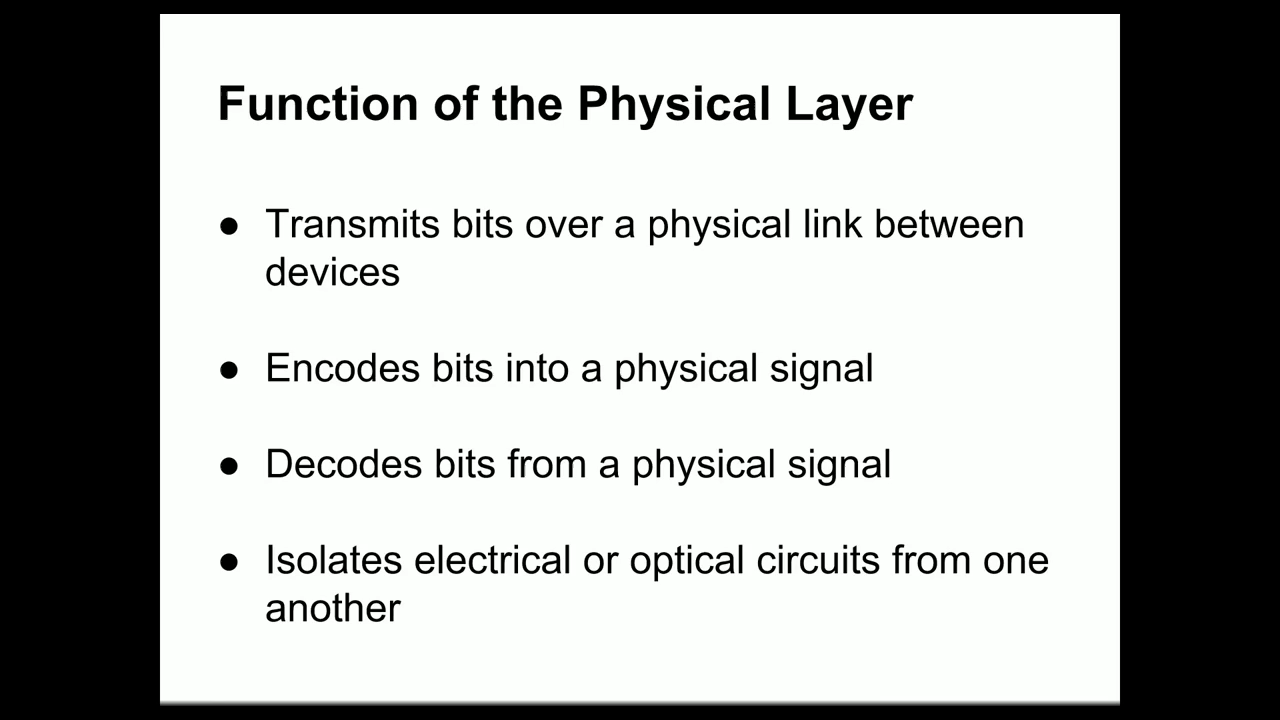 Function of the Physical Layer
● Transmits bits over a physical link between
devices
● Encodes bits into a physical signal
● Decodes bits from a physical signal
● Isolates electrical or optical circuits from one
another